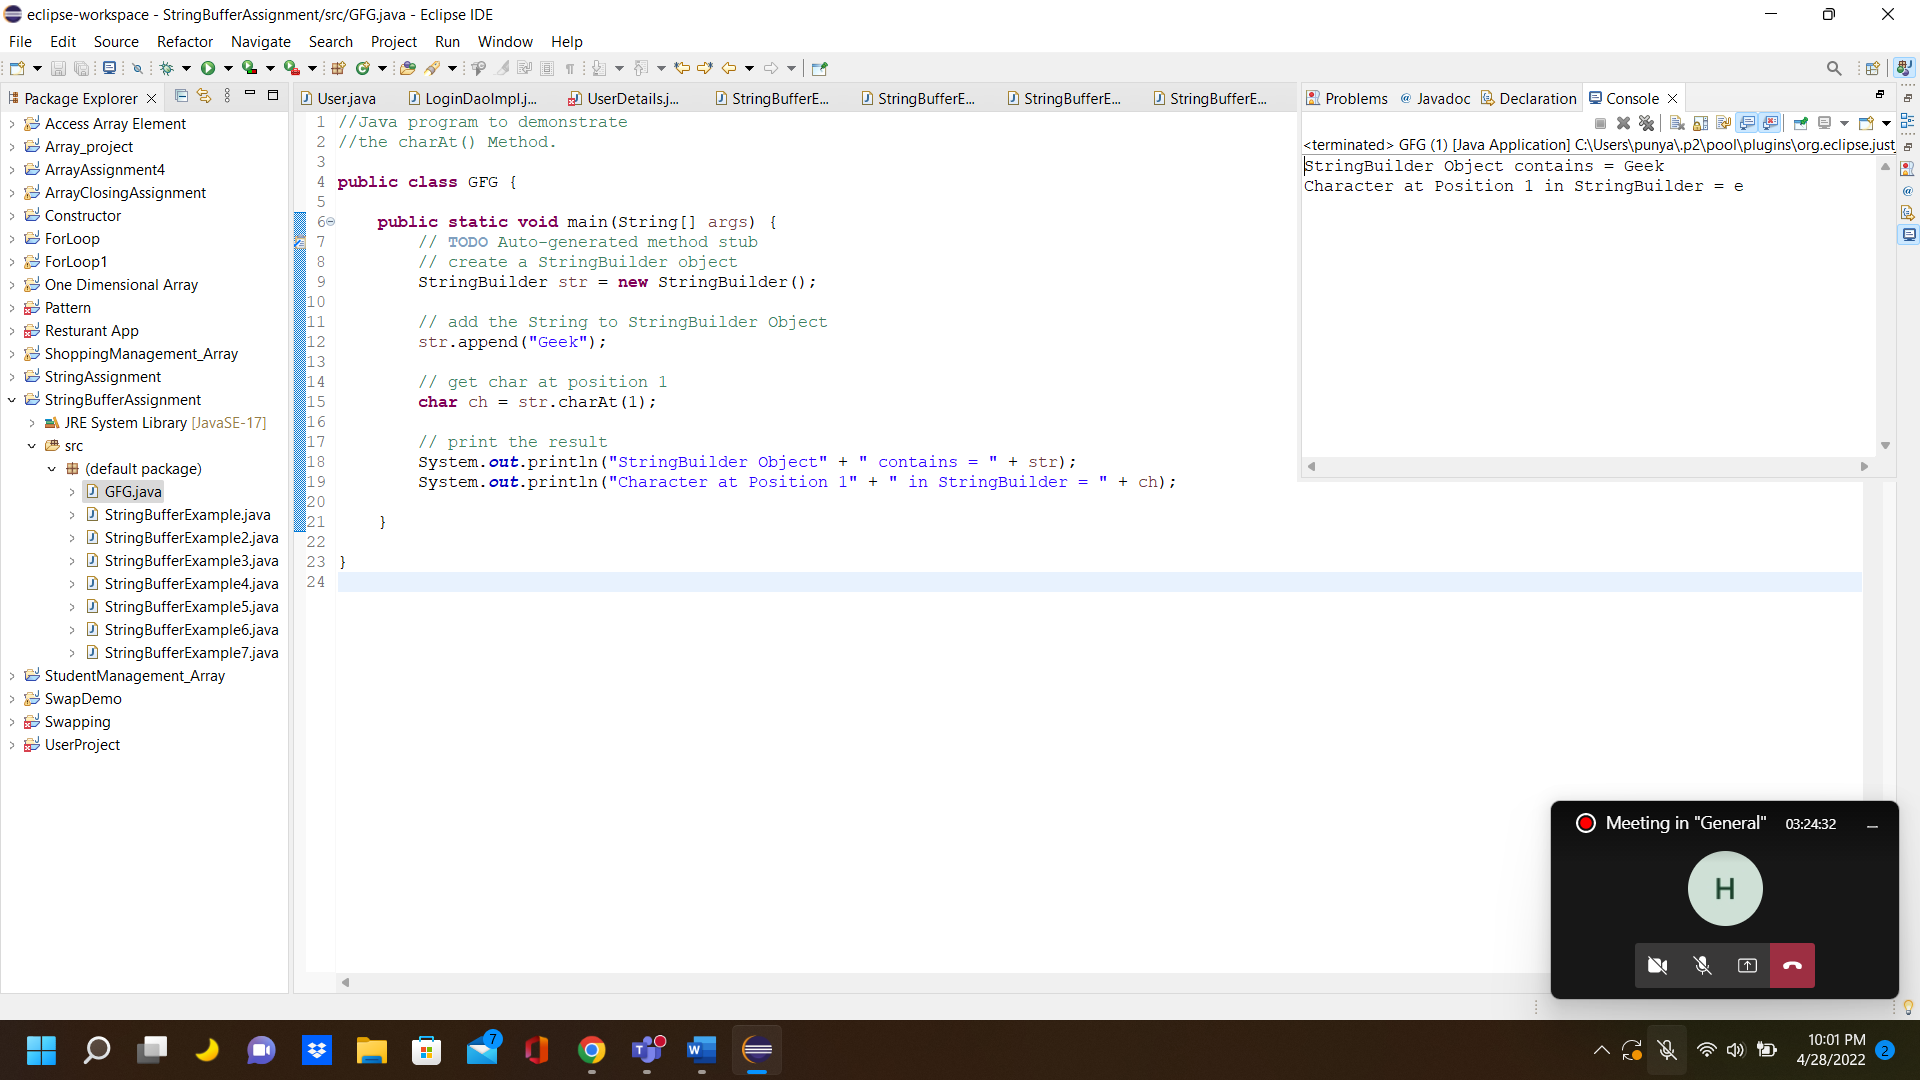 eclipse-workspace - StringBufferAssignment/src/GFG.java - Eclipse IDE
File Edit Source Refactor Navigate Search Project Run Window Help
Package Explorer
Access Array Element
Array_project
ArrayAssignment4
ArrayClosingAssignment
Constructor
ForLoop
ForLoop1
One Dimensional Array
Pattern
Resturant App
ShoppingManagement_Array
StringAssignment
StringBufferAssignment
JRE System Library [JavaSE-17]
src
(default package)
GFG.java
StringBufferExample.java
StringBufferExample2.java
StringBufferExample3.java
StringBufferExample4.java
StringBufferExample5.java
StringBufferExample6.java
StringBufferExample7.java
StudentManagement_Array
SwapDemo
Swapping
UserProject
User.java LoginDaoImpl.j... UserDetails.j... StringBufferE... StringBufferE... StringBufferE... StringBufferE...
1 //Java program to demonstrate
2 //the charAt() Method.
3
4 public class GFG {
5
6 public static void main(String[] args) {
7 // TODO Auto-generated method stub
8 // create a StringBuilder object
9 StringBuilder str = new StringBuilder();
10
11 // add the String to StringBuilder Object
12 str.append("Geek");
13
14 // get char at position 1
15 char ch = str.charAt(1);
16
17 // print the result
18 System.out.println("StringBuilder Object" + " contains = " + str);
19 System.out.println("Character at Position 1" + " in StringBuilder = " + ch);
20
21 }
22
23 }
24
Problems Javadoc Declaration Console
<terminated> GFG (1) [Java Application] C:\Users\punya\.p2\pool\plugins\org.eclipse.just
StringBuilder Object contains = Geek
Character at Position 1 in StringBuilder = e
Meeting in "General" 03:24:32
H
7
10:01 PM
4/28/2022
2